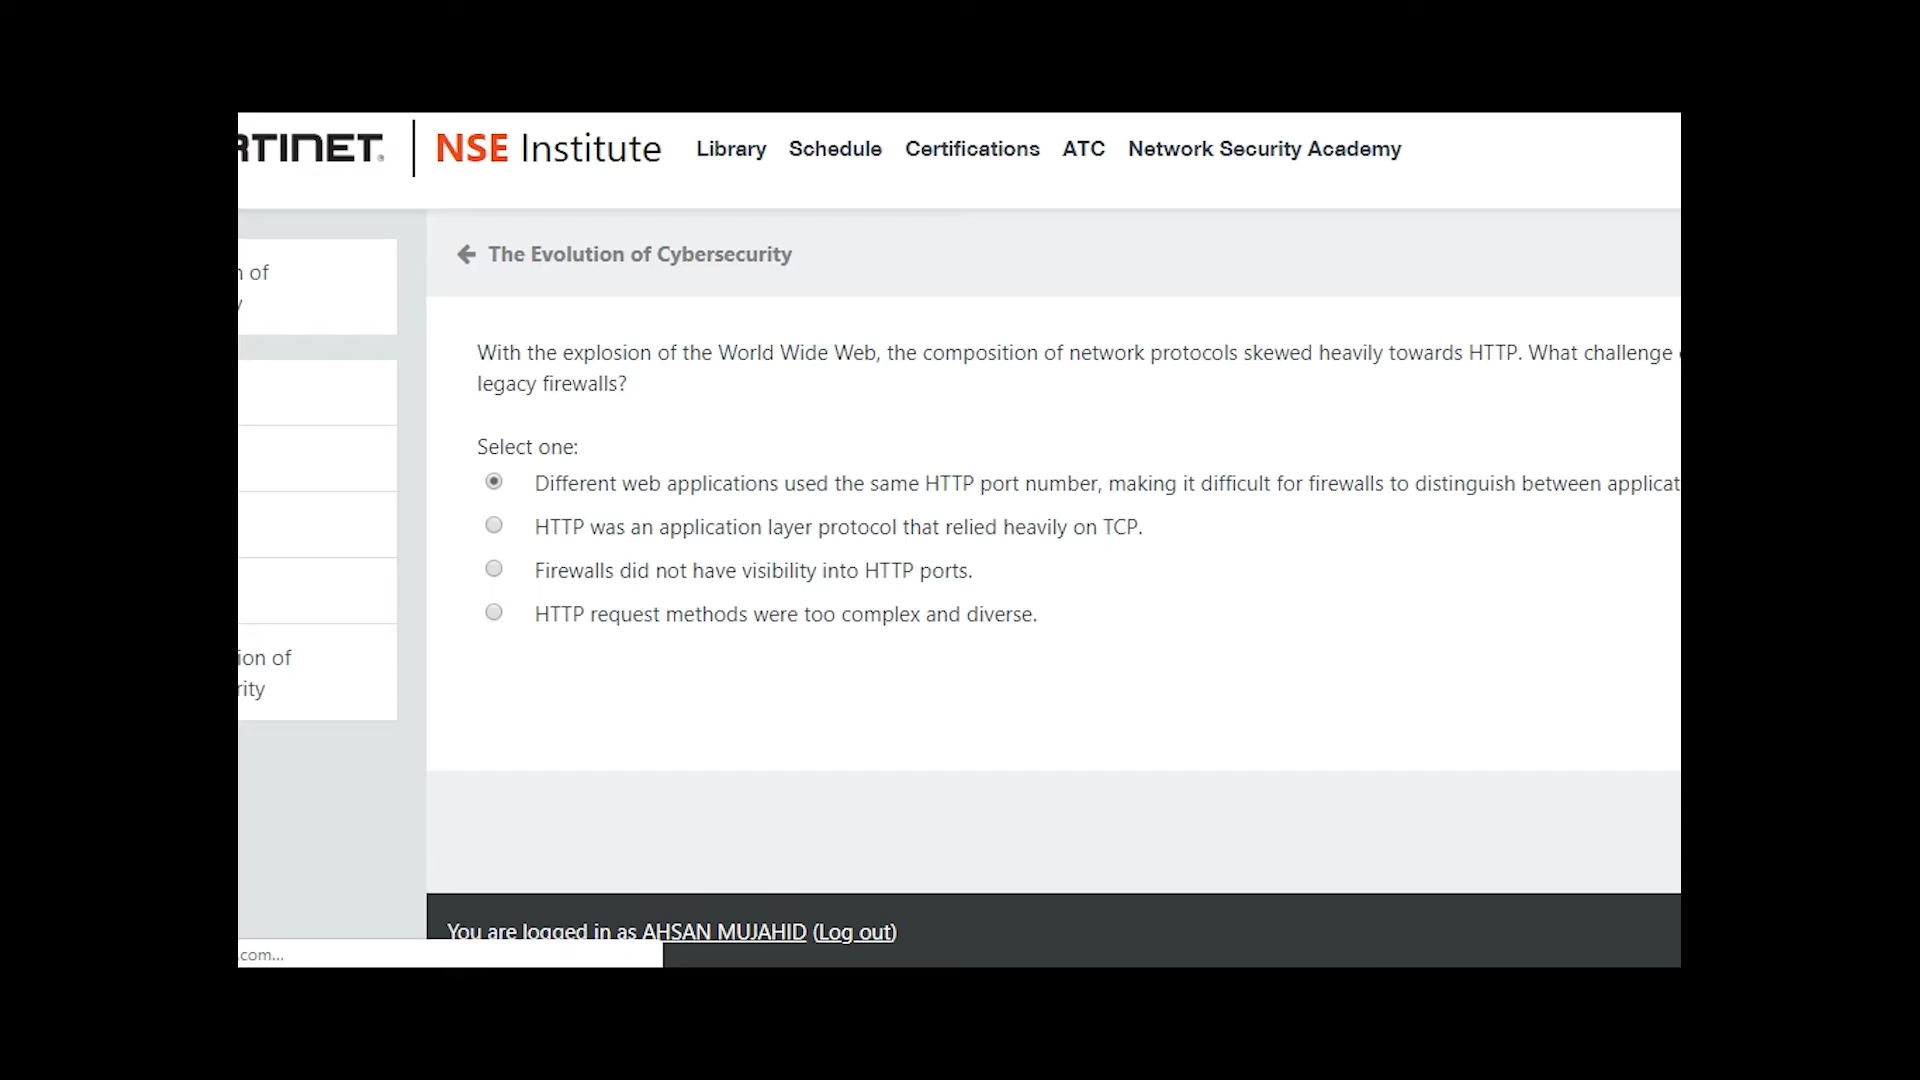 RTINET.
NSE Institute
Library Schedule Certifications ATC Network Security Academy
n of
y
The Evolution of Cybersecurity
With the explosion of the World Wide Web, the composition of network protocols skewed heavily towards HTTP. What challenge
legacy firewalls?
Select one:
Different web applications used the same HTTP port number, making it difficult for firewalls to distinguish between applicat
HTTP was an application layer protocol that relied heavily on TCP.
Firewalls did not have visibility into HTTP ports.
HTTP request methods were too complex and diverse.
ion of
rity
You are logged in as AHSAN MUJAHID (Log out)
.com...